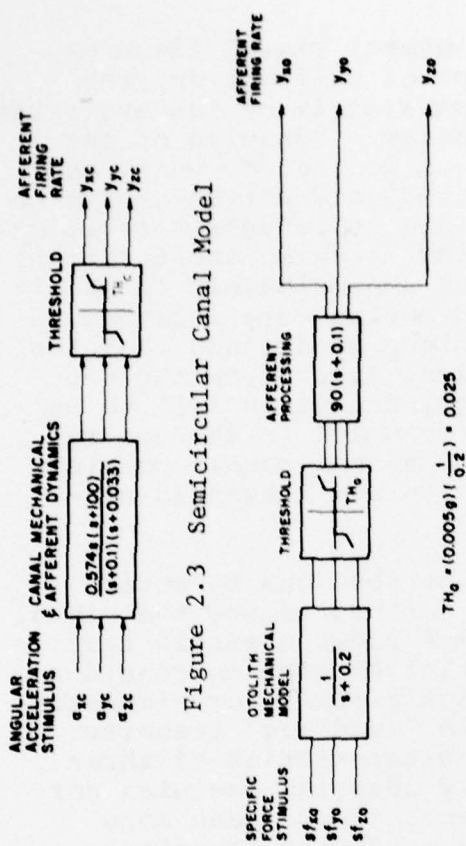 ANGULAR
ACCELERATION
STIMULUS
CANAL MECHANICAL
& AFFERENT DYNAMICS
THRESHOLD
AFFERENT
FIRING
RATE
α_xc
α_yc
α_zc
0.574s(s+100)
(s+0.1)(s+0.033)
TH_c
y_xc
y_yc
y_zc
Figure 2.3 Semicircular Canal Model
SPECIFIC
FORCE
STIMULUS
OTOLITH
MECHANICAL
MODEL
THRESHOLD
AFFERENT
PROCESSING
AFFERENT
FIRING RATE
sf_xo
sf_yo
sf_zo
1
s+0.2
TH_o
90(s+0.1)
y_xo
y_yo
y_zo
TH_o = (0.005g)(1/0.2) = 0.025